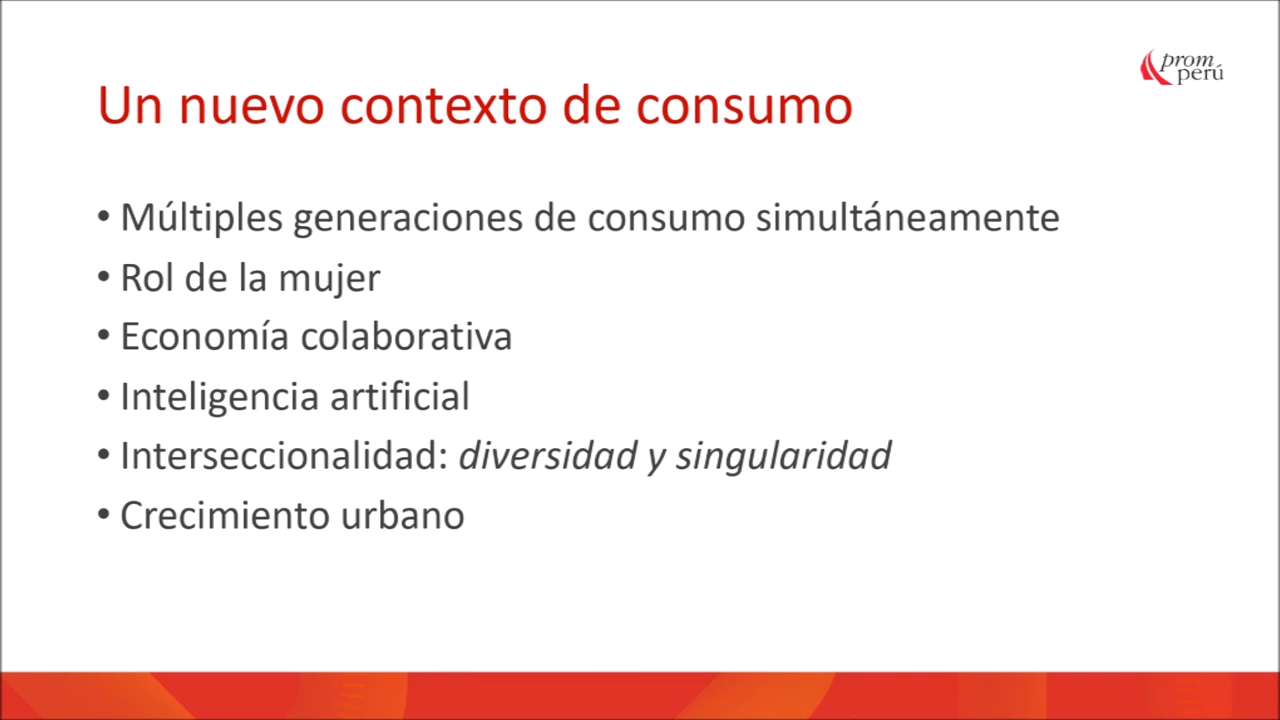 prom
perú
Un nuevo contexto de consumo
• Múltiples generaciones de consumo simultáneamente
• Rol de la mujer
• Economía colaborativa
• Inteligencia artificial
• Interseccionalidad: diversidad y singularidad
• Crecimiento urbano